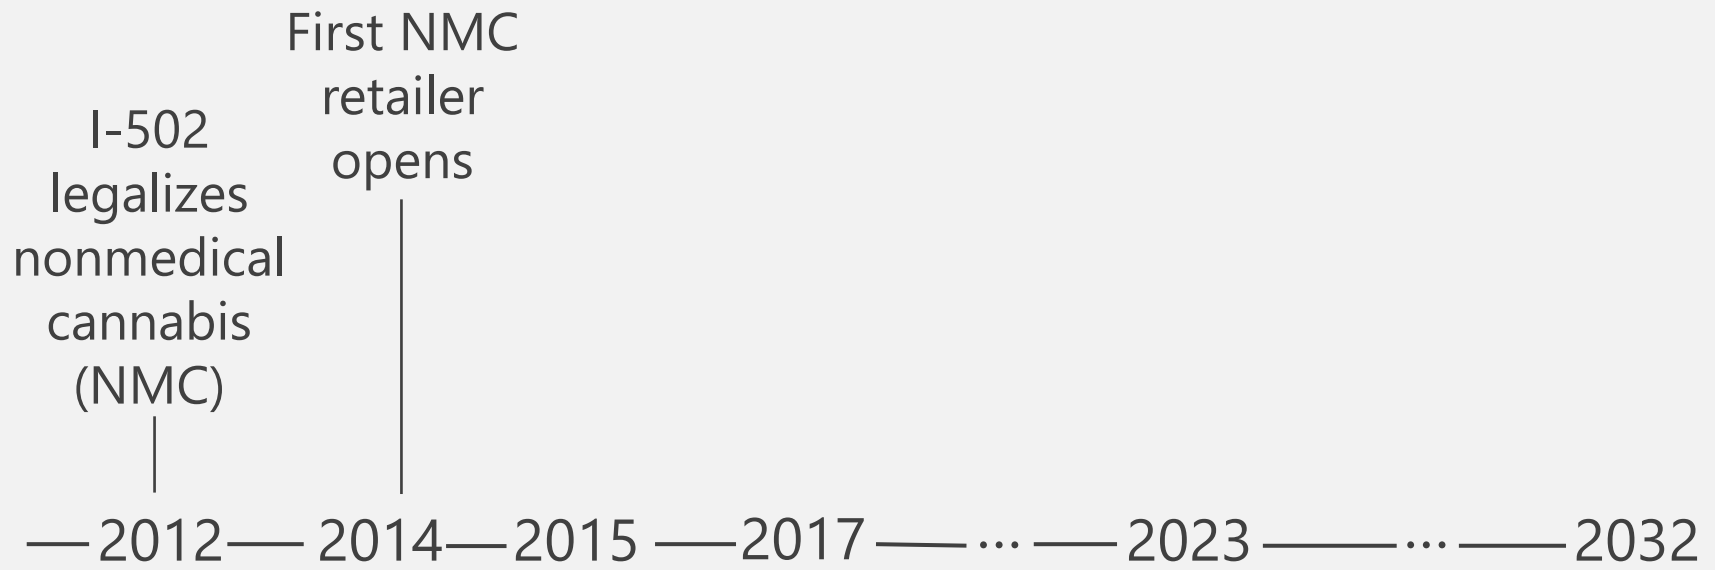 I-502
legalizes
nonmedical
cannabis
(NMC)
First NMC
retailer
opens
2012 2014 2015 2017 ... 2023 ... 2032